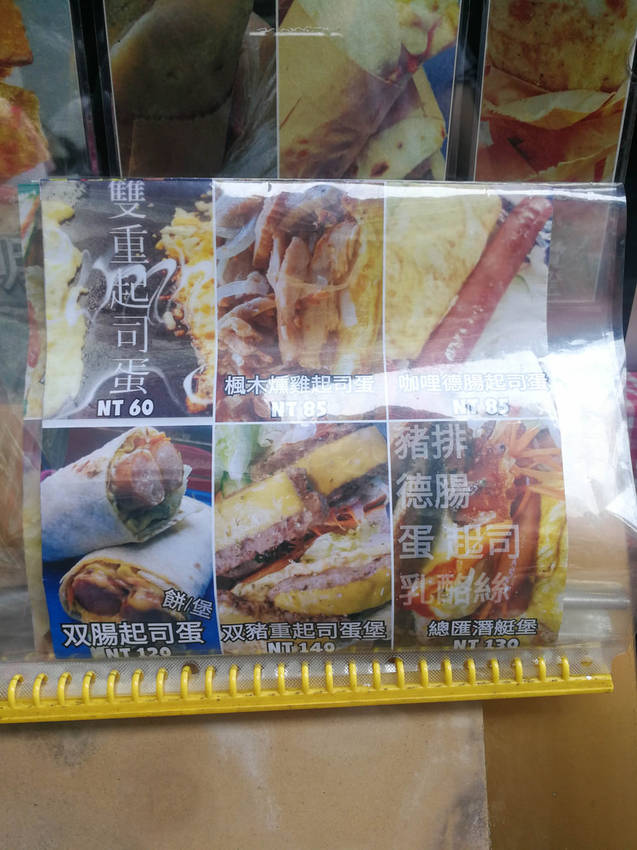 雙重起司蛋
NT 60
楓木燻雞起司蛋
NT 85
咖哩德腸起司蛋
NT 85
餅/堡
双腸起司蛋
NT 120
双豬重起司蛋堡
NT 140
豬排
德腸
蛋 起司
乳酪絲
總匯潛艇堡
NT 130